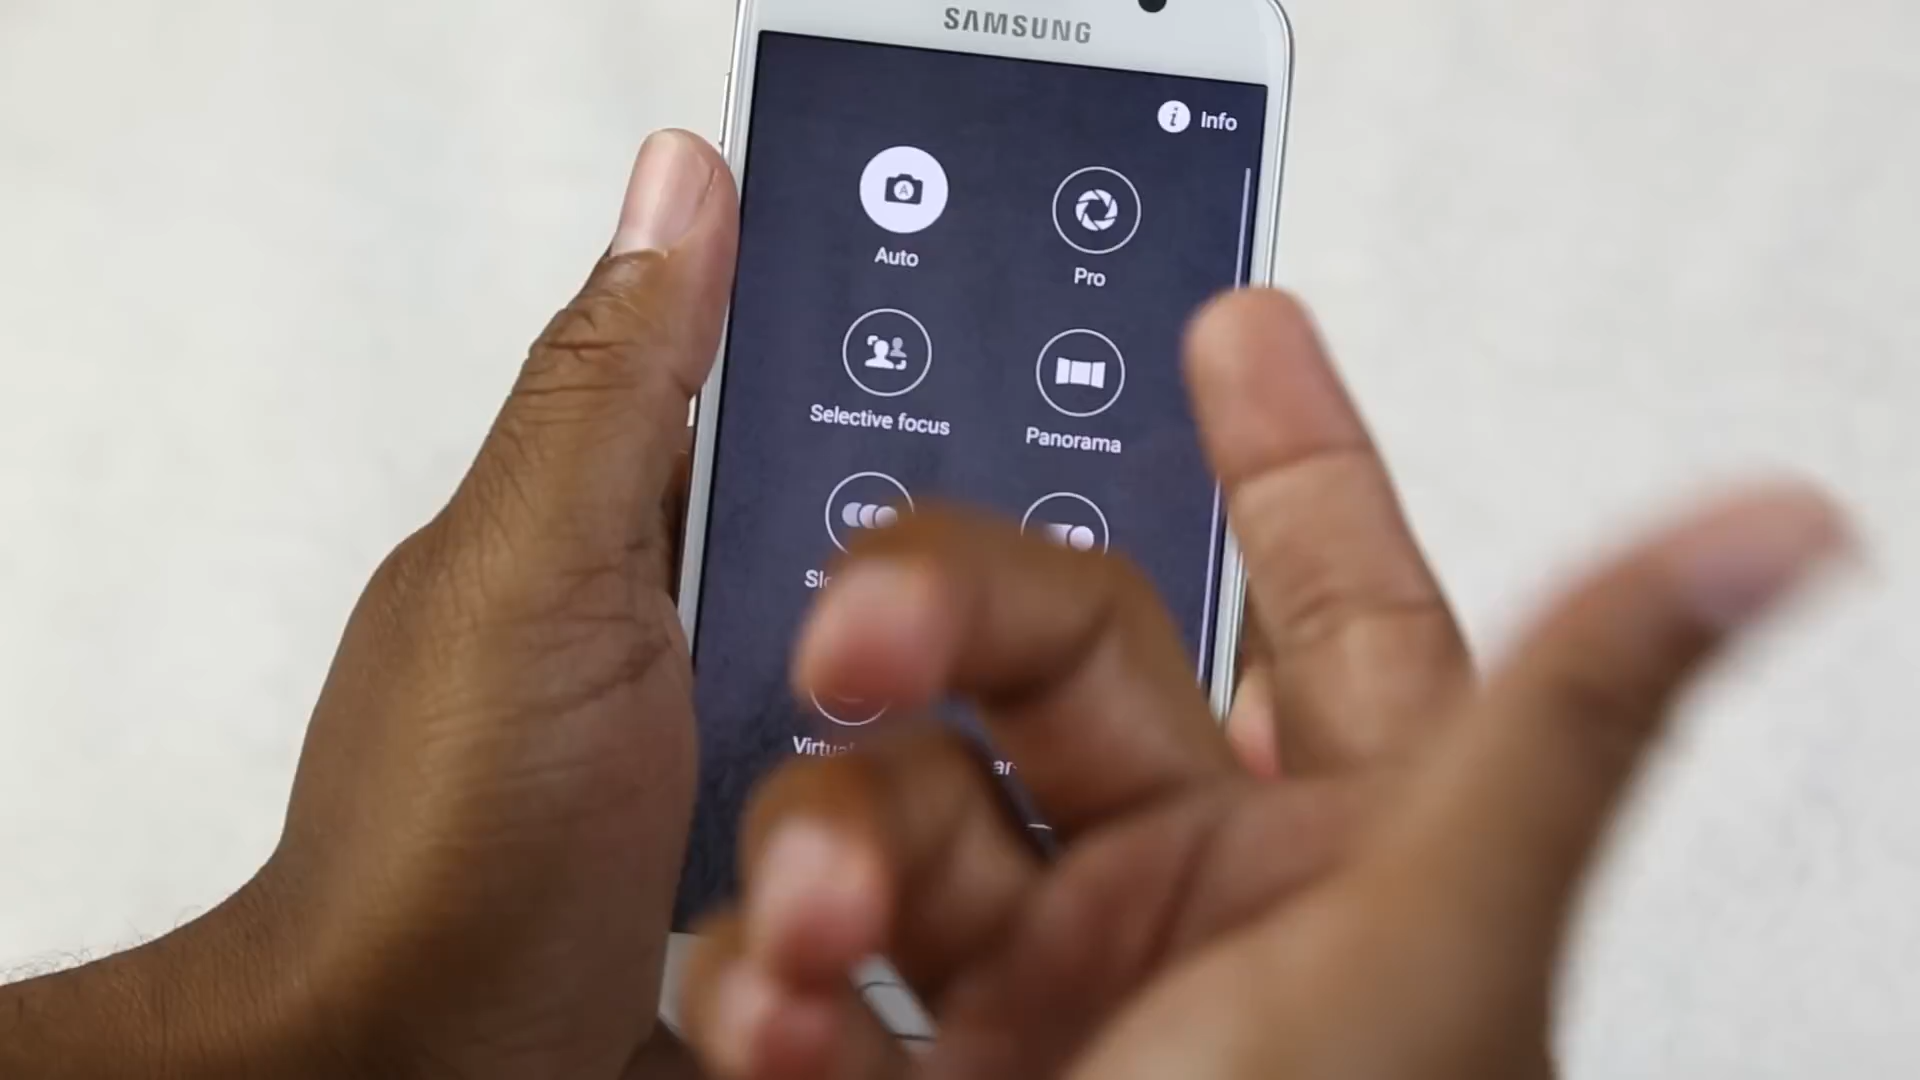 SAMSUNG
Info
Auto
Pro
Selective focus
Panorama